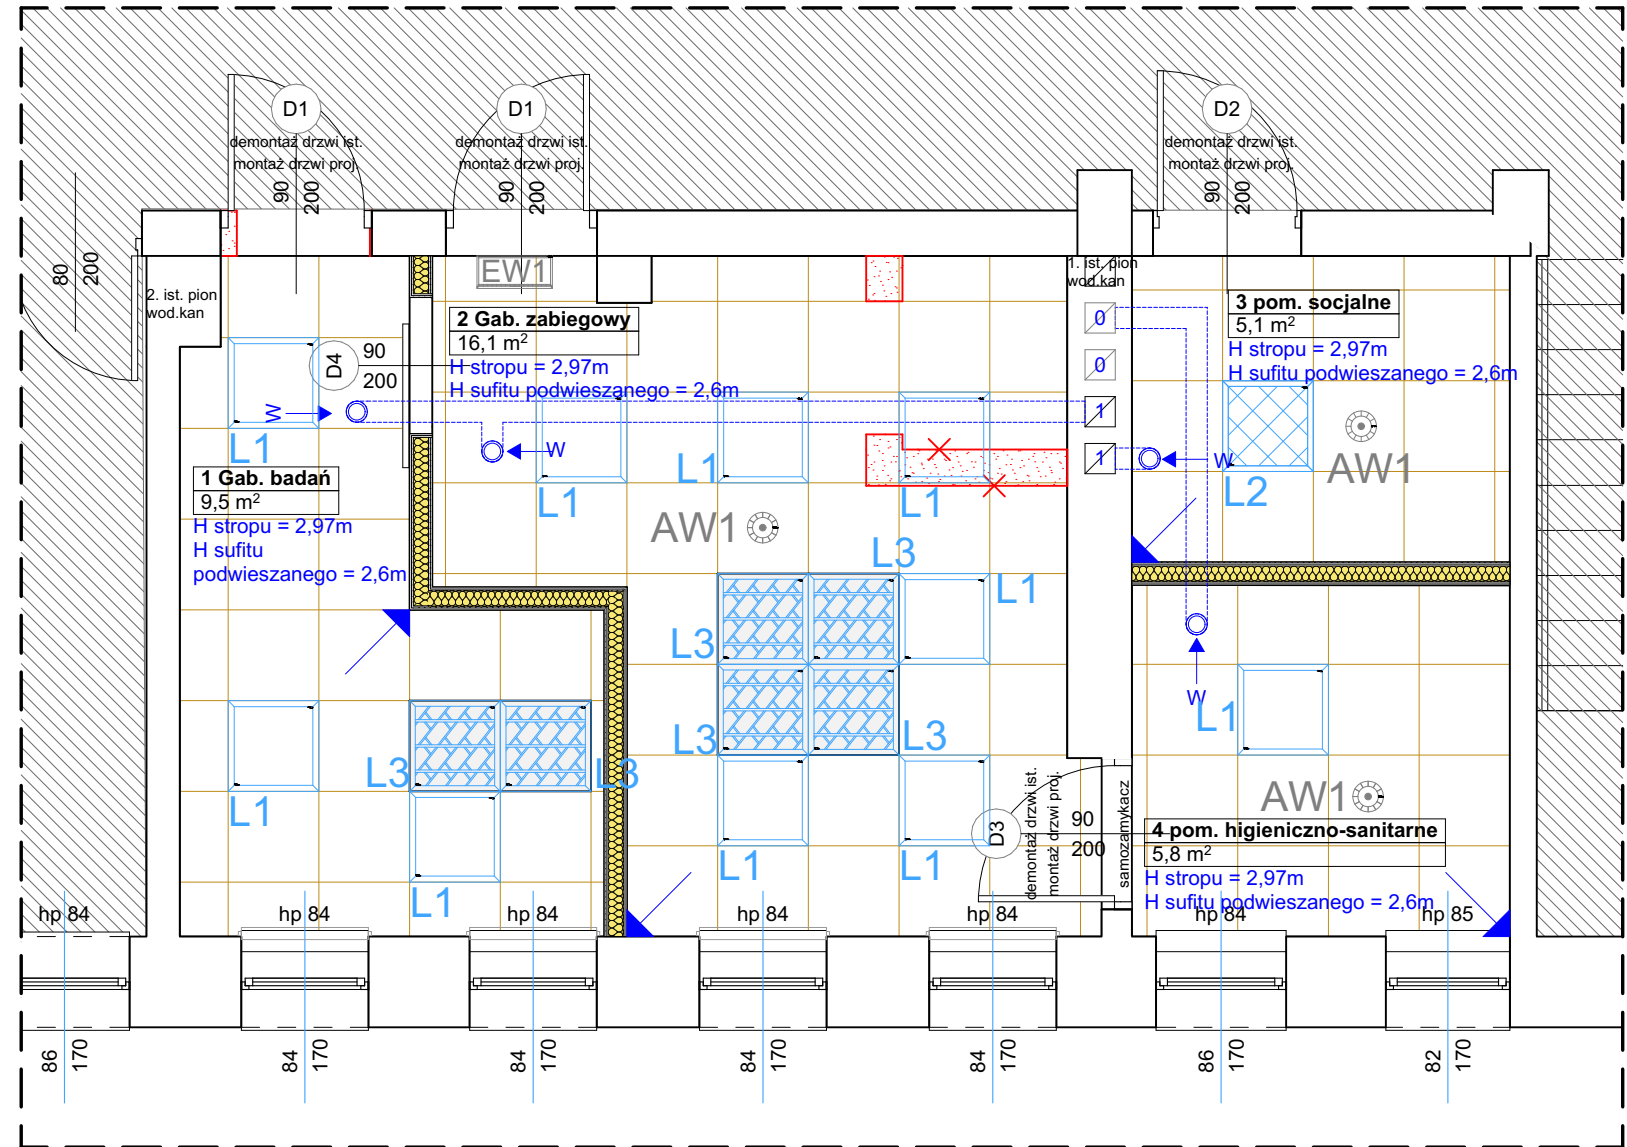 D1
demontaż drzwi ist.
montaż drzwi proj.
90
200
D1
demontaż drzwi ist.
montaż drzwi proj.
90
200
D2
demontaż drzwi ist.
montaż drzwi proj.
90
200
80
200
2. ist. pion
wod.kan
EW1
1. ist. pion
wod.kan
2 Gab. zabiegowy
16,1 m²
H stropu = 2,97m
H sufitu podwieszanego = 2,6m
3 pom. socjalne
5,1 m²
H stropu = 2,97m
H sufitu podwieszanego = 2,6m
0
0
1
1
D4
90
200
W
W
W
L1
1 Gab. badań
9,5 m²
H stropu = 2,97m
H sufitu
podwieszanego = 2,6m
L1
L1
L1
AW1
AW1
L2
L3
L1
L3
L3
L3
W
L1
L1
L3
L3
L1
L1
L1
AW1
D3
demontaż drzwi ist.
montaż drzwi proj.
90
200
samozamykacz
4 pom. higieniczno-sanitarne
5,8 m²
H stropu = 2,97m
H sufitu podwieszanego = 2,6m
hp 84
hp 84
hp 84
hp 84
hp 84
hp 84
hp 85
86
170
84
170
84
170
84
170
84
170
86
170
82
170